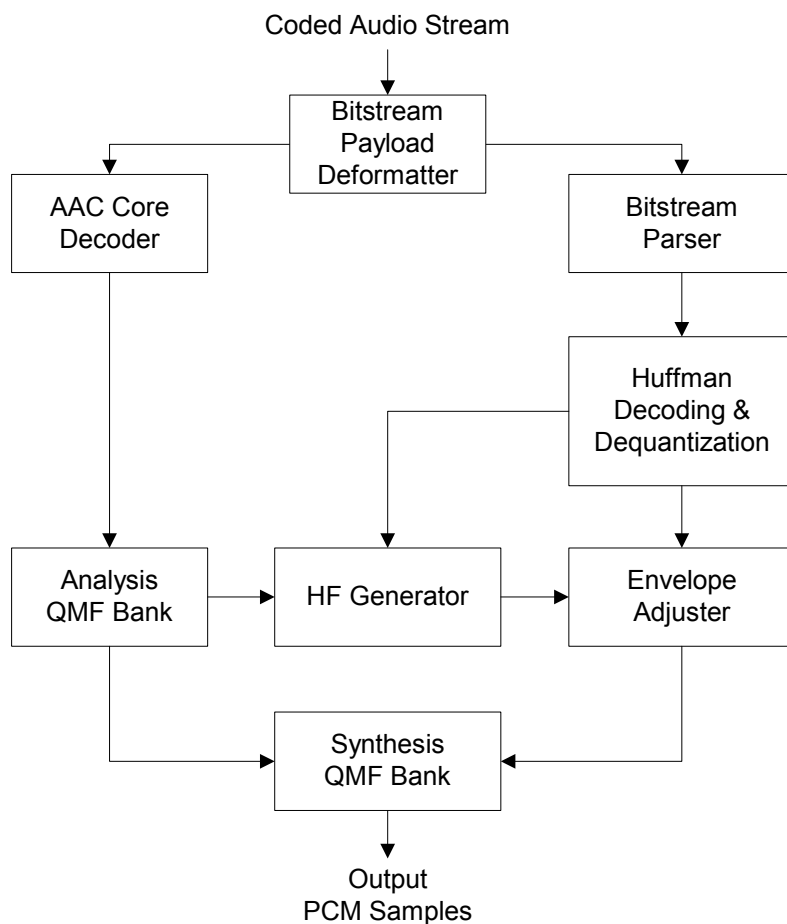 Coded Audio Stream
Bitstream
Payload
Deformatter
AAC Core
Decoder
Bitstream
Parser
Huffman
Decoding &
Dequantization
Analysis
QMF Bank
HF Generator
Envelope
Adjuster
Synthesis
QMF Bank
Output
PCM Samples